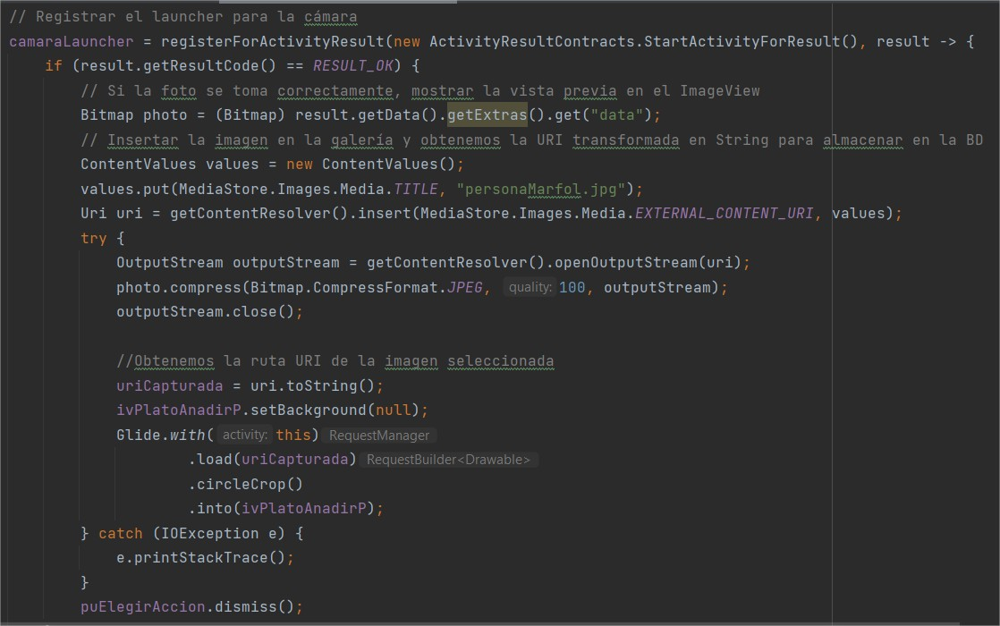 // Registrar el launcher para la cámara
camaraLauncher = registerForActivityResult(new ActivityResultContracts.StartActivityForResult(), result -> {
if (result.getResultCode() == RESULT_OK) {
// Si la foto se toma correctamente, mostrar la vista previa en el ImageView
Bitmap photo = (Bitmap) result.getData().getExtras().get("data");
// Insertar la imagen en la galería y obtenemos la URI transformada en String para almacenar en la BD
ContentValues values = new ContentValues();
values.put(MediaStore.Images.Media.TITLE, "personaMarfol.jpg");
Uri uri = getContentResolver().insert(MediaStore.Images.Media.EXTERNAL_CONTENT_URI, values);
try {
OutputStream outputStream = getContentResolver().openOutputStream(uri);
photo.compress(Bitmap.CompressFormat.JPEG, quality: 100, outputStream);
outputStream.close();
//Obtenemos la ruta URI de la imagen seleccionada
uriCapturada = uri.toString();
ivPlatoAnadirP.setBackground(null);
Glide.with( activity: this) RequestManager
.load(uriCapturada) RequestBuilder<Drawable>
.circleCrop()
.into(ivPlatoAnadirP);
} catch (IOException e) {
e.printStackTrace();
}
puElegirAccion.dismiss();